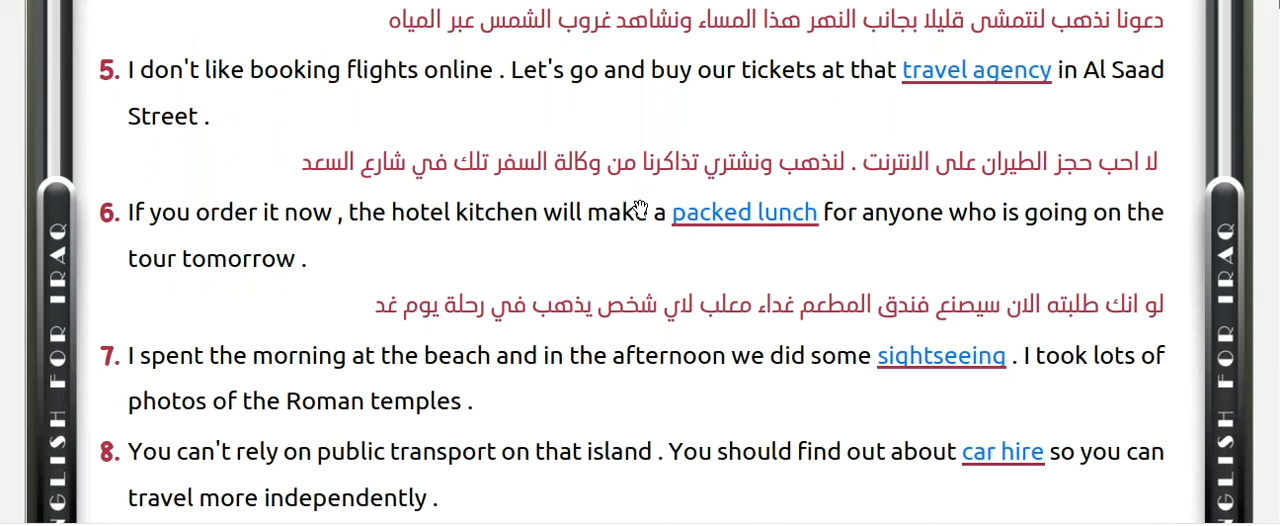 دعونا نذهب لنتمشى قليلا بجانب النهر هذا المساء ونشاهد غروب الشمس عبر المياه
5. I don't like booking flights online . Let's go and buy our tickets at that travel agency in Al Saad
Street .
لا احب حجز الطيران على الانترنت . لنذهب ونشتري تذاكرنا من وكالة السفر تلك في شارع السعد
6. If you order it now , the hotel kitchen will make a packed lunch for anyone who is going on the
tour tomorrow .
لو انك طلبته الان سيصنع فندق المطعم غداء معلب لاي شخص يذهب في رحلة يوم غد
7. I spent the morning at the beach and in the afternoon we did some sightseeing . I took lots of
photos of the Roman temples .
8. You can't rely on public transport on that island . You should find out about car hire so you can
travel more independently .
NGLISH FOR IRAQ
NGLISH FOR IRAQ